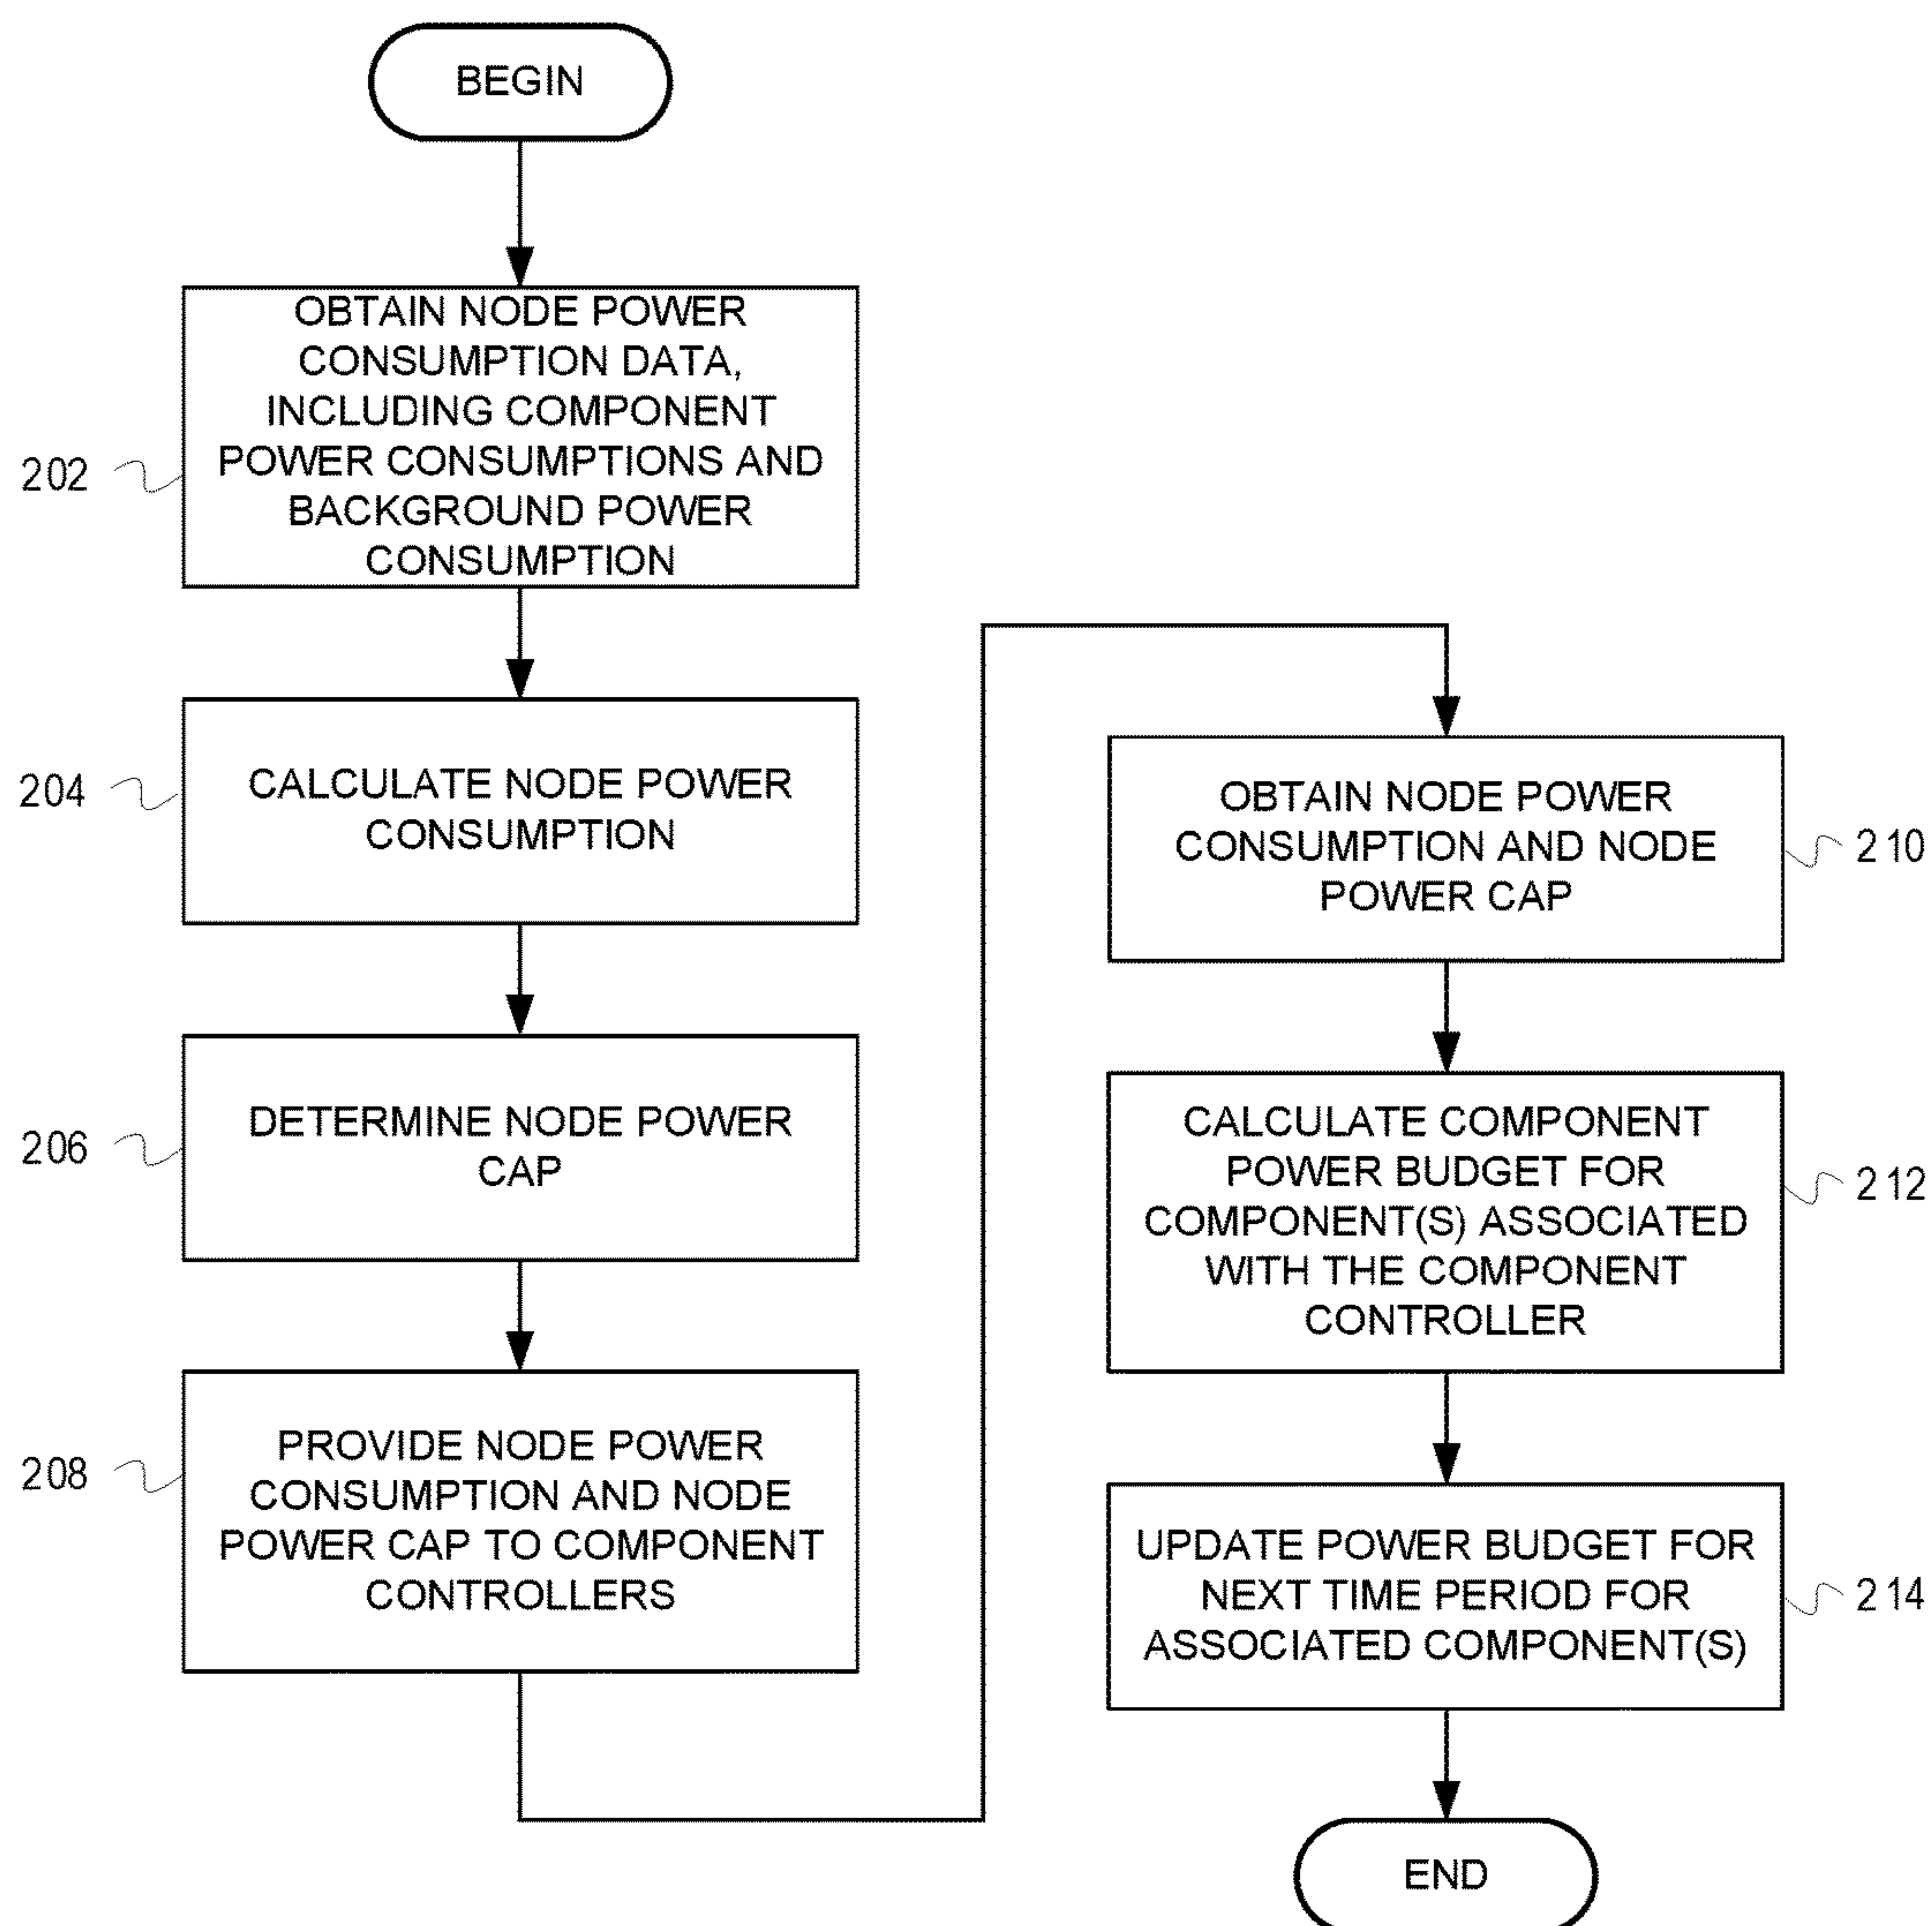 BEGIN
OBTAIN NODE POWER
CONSUMPTION DATA,
INCLUDING COMPONENT
POWER CONSUMPTIONS AND
BACKGROUND POWER
CONSUMPTION
202
CALCULATE NODE POWER
CONSUMPTION
204
DETERMINE NODE POWER
CAP
206
PROVIDE NODE POWER
CONSUMPTION AND NODE
POWER CAP TO COMPONENT
CONTROLLERS
208
OBTAIN NODE POWER
CONSUMPTION AND NODE
POWER CAP
210
CALCULATE COMPONENT
POWER BUDGET FOR
COMPONENT(S) ASSOCIATED
WITH THE COMPONENT
CONTROLLER
212
UPDATE POWER BUDGET FOR
NEXT TIME PERIOD FOR
ASSOCIATED COMPONENT(S)
214
END